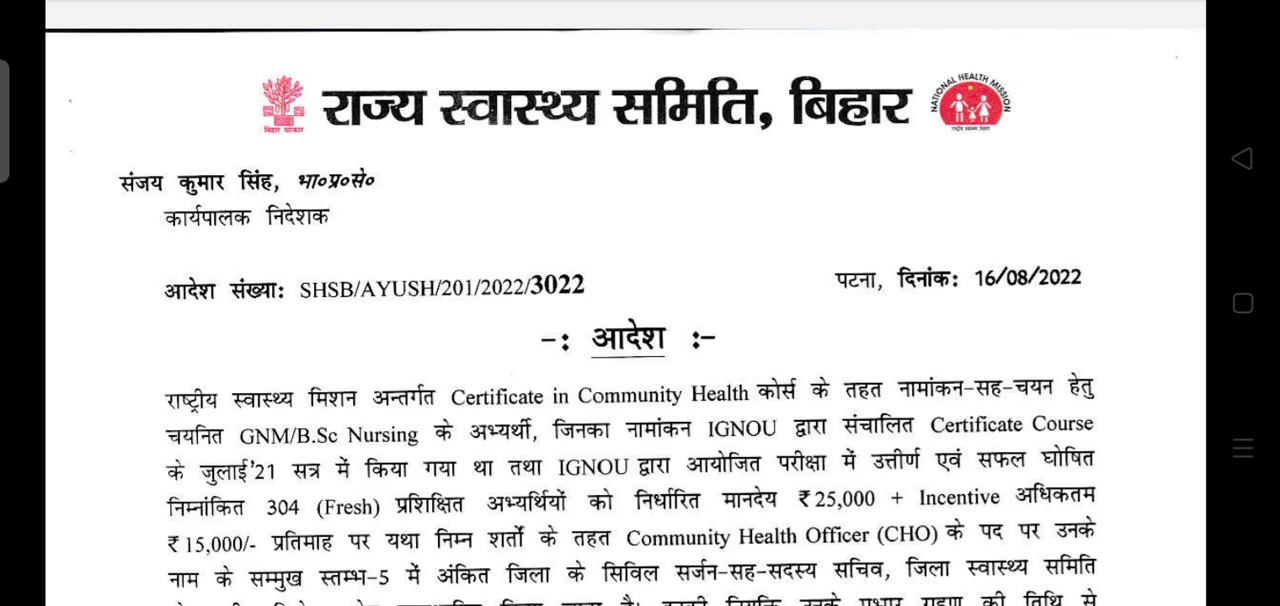 राज्य स्वास्थ्य समिति, बिहार
बिहार सरकार
NATIONAL HEALTH MISSION
संजय कुमार सिंह, भा०प्र०से०
कार्यपालक निदेशक
आदेश संख्या: SHSB/AYUSH/201/2022/3022
पटना, दिनांक: 16/08/2022
-: आदेश :-
राष्ट्रीय स्वास्थ्य मिशन अन्तर्गत Certificate in Community Health कोर्स के तहत नामांकन-सह-चयन हेतु
चयनित GNM/B.Sc Nursing के अभ्यर्थी, जिनका नामांकन IGNOU द्वारा संचालित Certificate Course
के जुलाई'21 सत्र में किया गया था तथा IGNOU द्वारा आयोजित परीक्षा में उत्तीर्ण एवं सफल घोषित
निम्नांकित 304 (Fresh) प्रशिक्षित अभ्यर्थियों को निर्धारित मानदेय ₹25,000 + Incentive अधिकतम
₹15,000/- प्रतिमाह पर यथा निम्न शर्तों के तहत Community Health Officer (CHO) के पद पर उनके
नाम के सम्मुख स्तम्भ-5 में अंकित जिला के सिविल सर्जन-सह-सदस्य सचिव, जिला स्वास्थ्य समिति